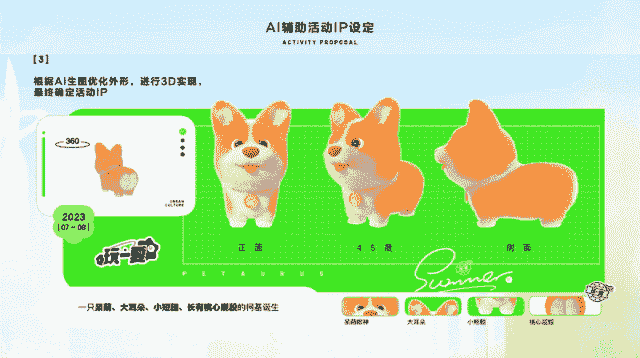 AI辅助活动IP设定
ACTIVITY PROPOSAL
[3]
根据AI生图优化外形，进行3D实现，
最终确定活动IP
360
URBAN
CULTURE
2023
[07~08]
玩一夏
正面
45度
侧面
PETAURUS
Summer
一只呆萌、大耳朵、小短腿、长有桃心屁股的柯基诞生
呆萌眼神
大耳朵
小短腿
桃心屁股